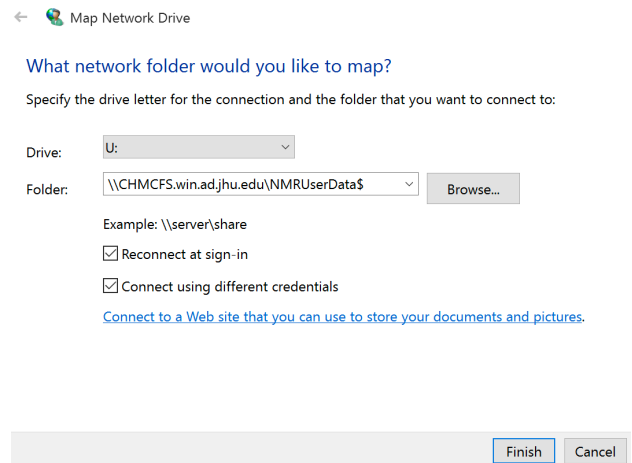 Map Network Drive
What network folder would you like to map?
Specify the drive letter for the connection and the folder that you want to connect to:
Drive: U:
Folder: \\CHMCFS.win.ad.jhu.edu\NMRUserData$ Browse...
Example: \\server\share
Reconnect at sign-in
Connect using different credentials
Connect to a Web site that you can use to store your documents and pictures.
Finish Cancel